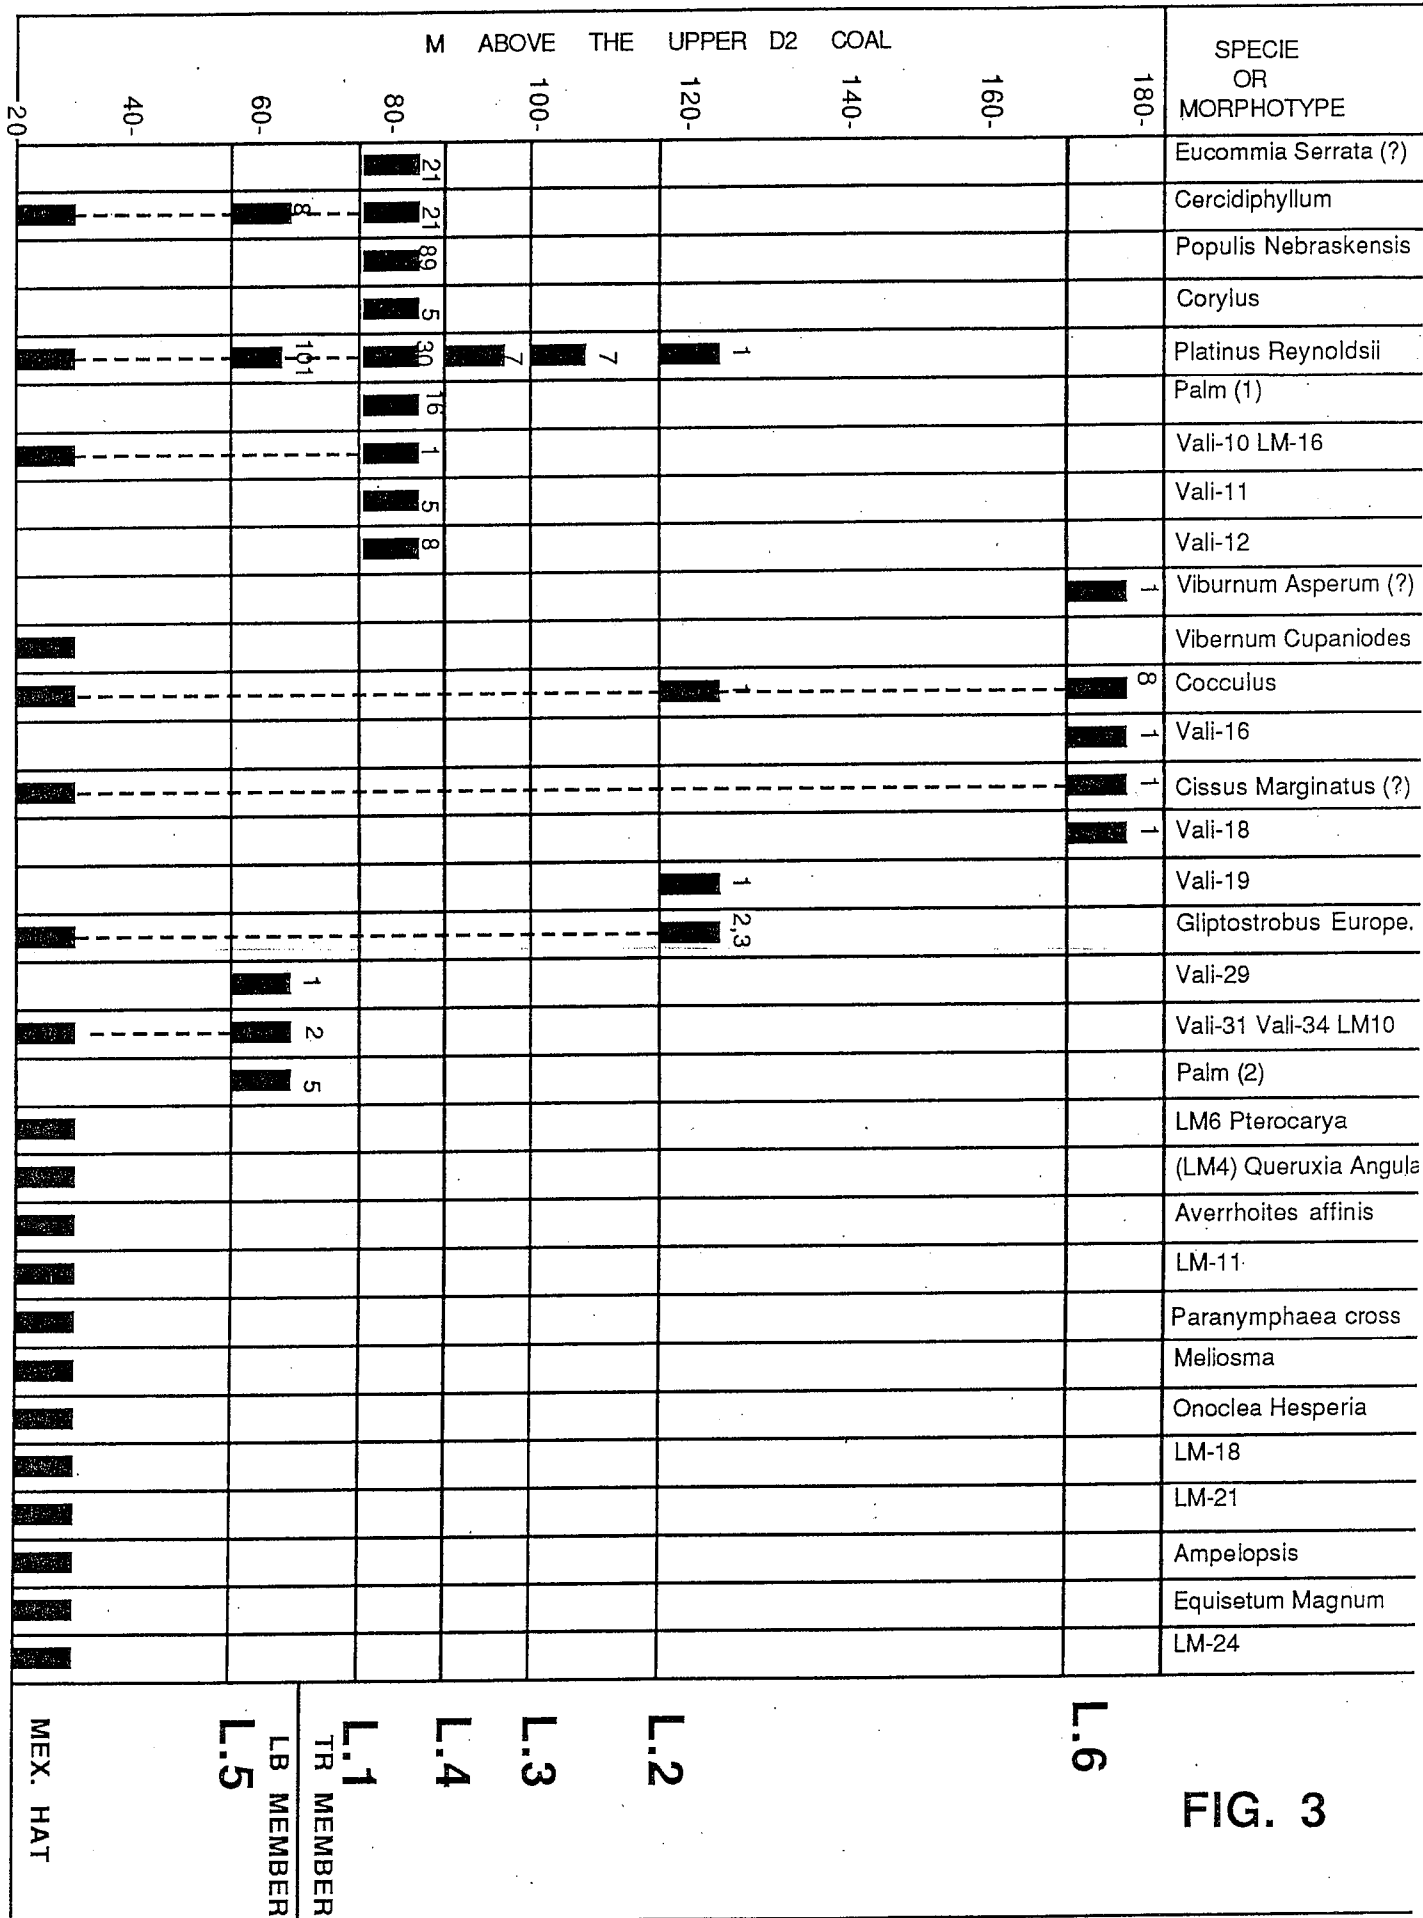 M ABOVE THE UPPER D2 COAL
SPECIE
OR
MORPHOTYPE
20
40-
60-
80-
100-
120-
140-
160-
180-
21
Eucommia Serrata (?)
8 21
Cercidiphyllum
89
Populis Nebraskensis
5
Corylus
101 30 7 7 1
Platinus Reynoldsii
16
Palm (1)
1
Vali-10 LM-16
5
Vali-11
8
Vali-12
1
Viburnum Asperum (?)
Vibernum Cupaniodes
1 8
Cocculus
1
Vali-16
1
Cissus Marginatus (?)
1
Vali-18
1
Vali-19
2,3
Gliptostrobus Europe.
1
Vali-29
2
Vali-31 Vali-34 LM10
5
Palm (2)
LM6 Pterocarya
(LM4) Queruxia Angula
Averrhoites affinis
LM-11
Paranymphaea cross
Meliosma
Onoclea Hesperia
LM-18
LM-21
Ampelopsis
Equisetum Magnum
LM-24
MEX. HAT
L.5
LB MEMBER
TR MEMBER
L.1
L.4
L.3
L.2
L.6
FIG. 3